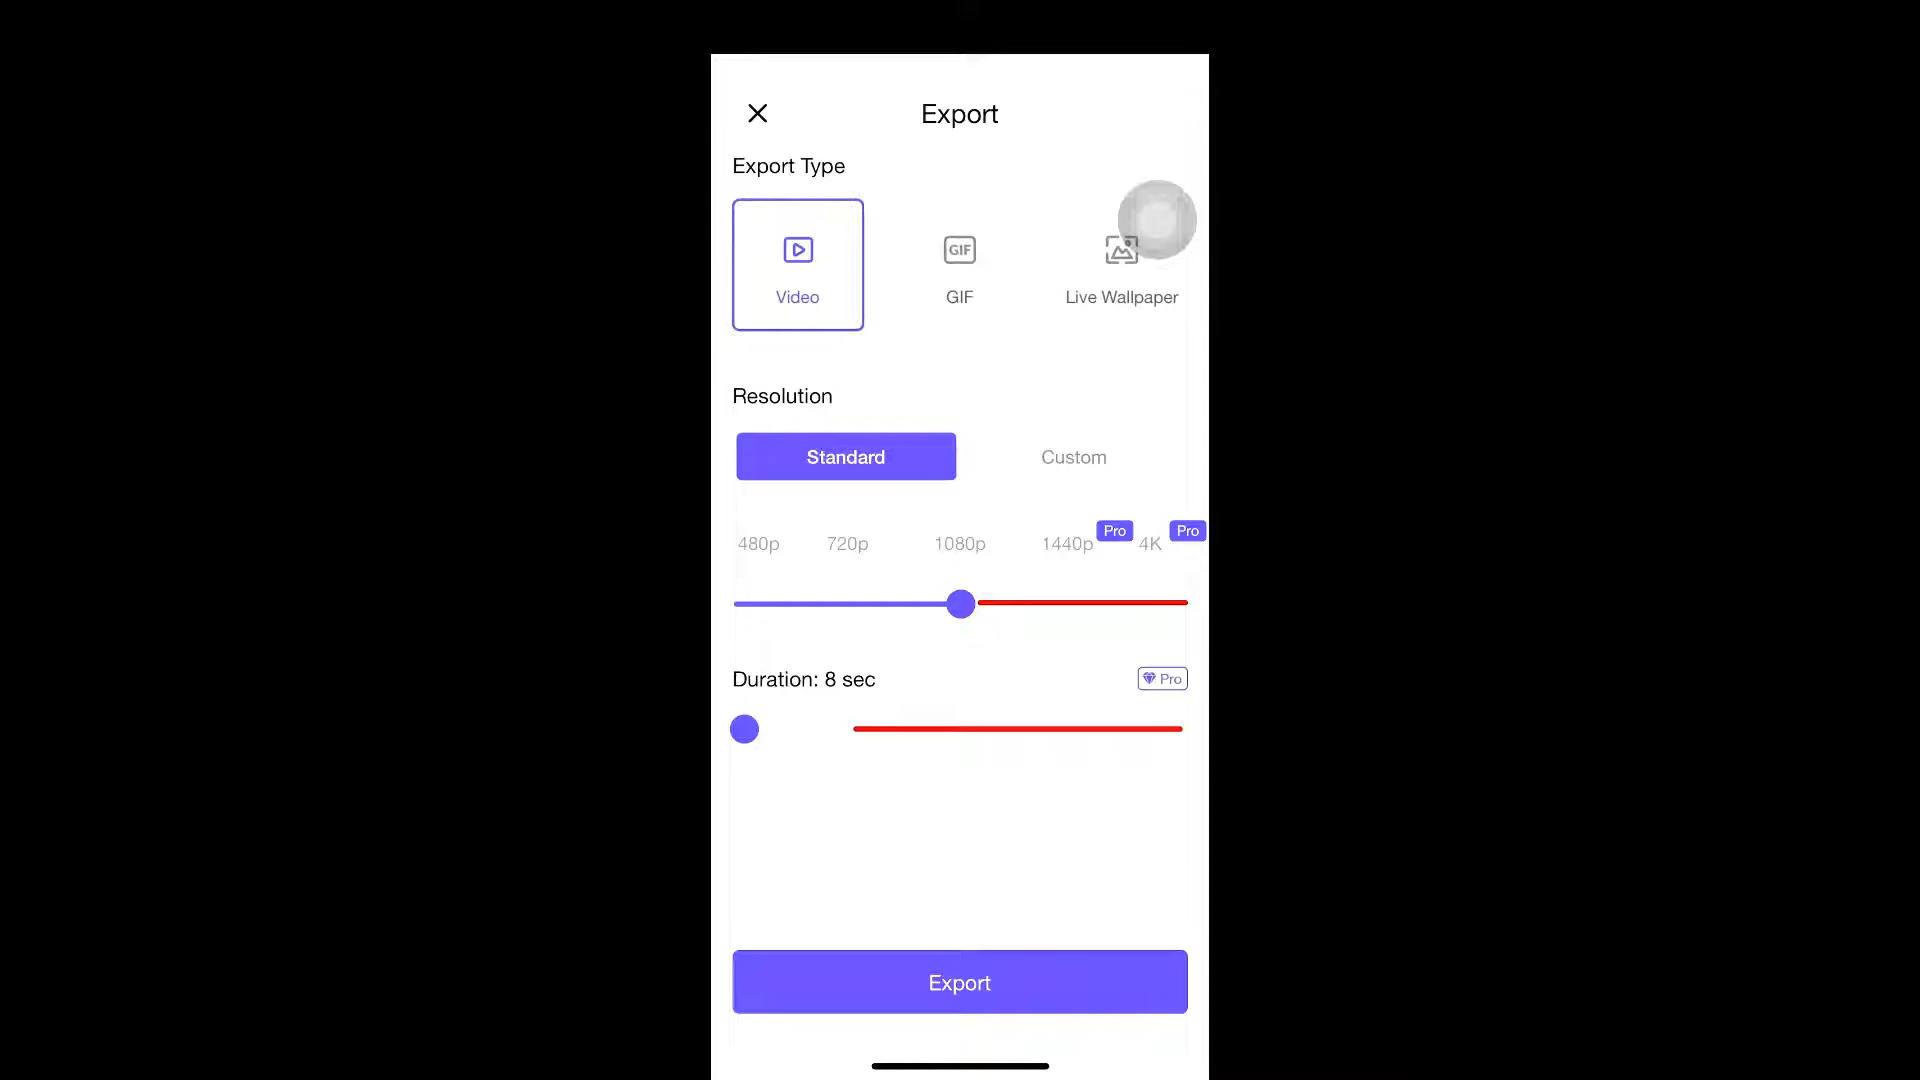 Export
Export Type
Video
GIF
GIF
Live Wallpaper
Resolution
Standard
Custom
480p 720p 1080p 1440p Pro 4K Pro
Duration: 8 sec
Pro
Export